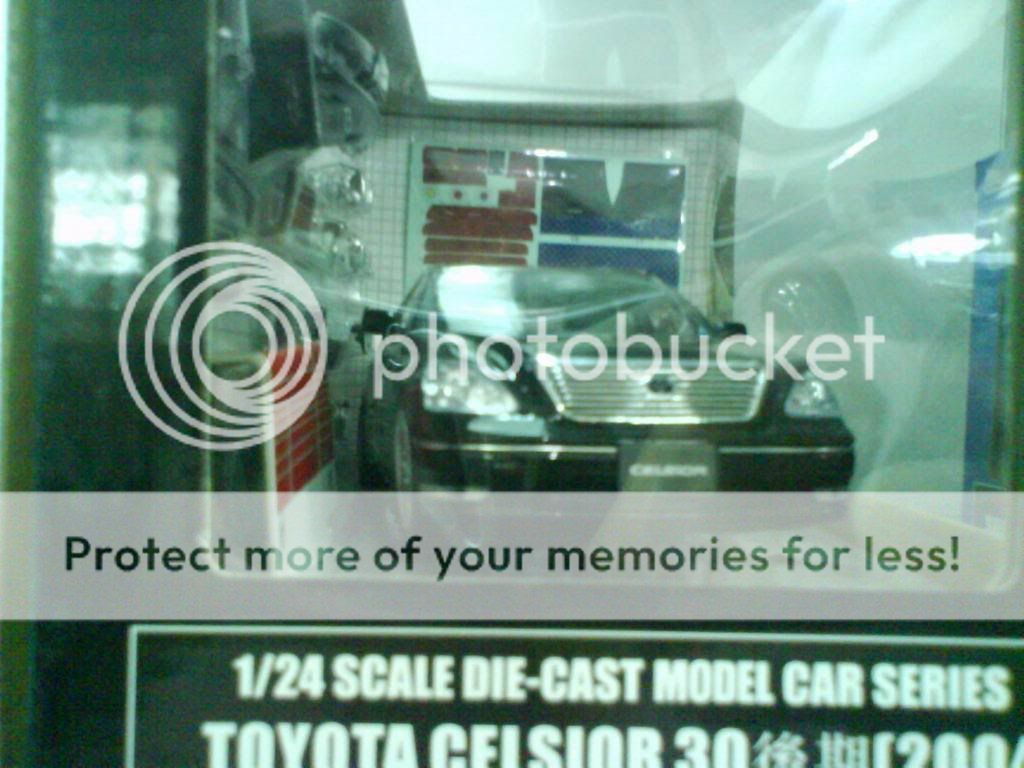 photobucket
CELSIOR
Protect more of your memories for less!
1/24 SCALE DIE-CAST MODEL CAR SERIES
TOYOTA CELSIOR 30後期(200